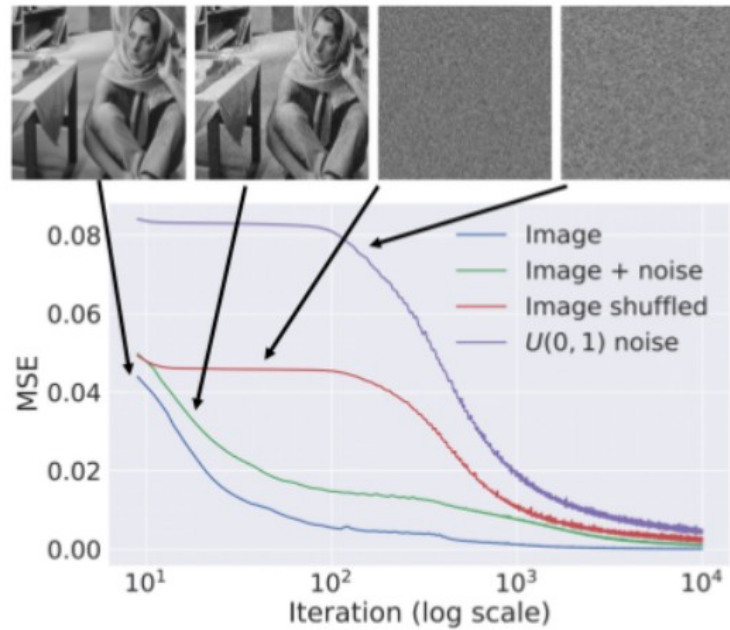 0.08
0.06
0.04
0.02
0.00
MSE
Image
Image + noise
Image shuffled
U(0, 1) noise
10¹ 10² 10³ 10⁴
Iteration (log scale)